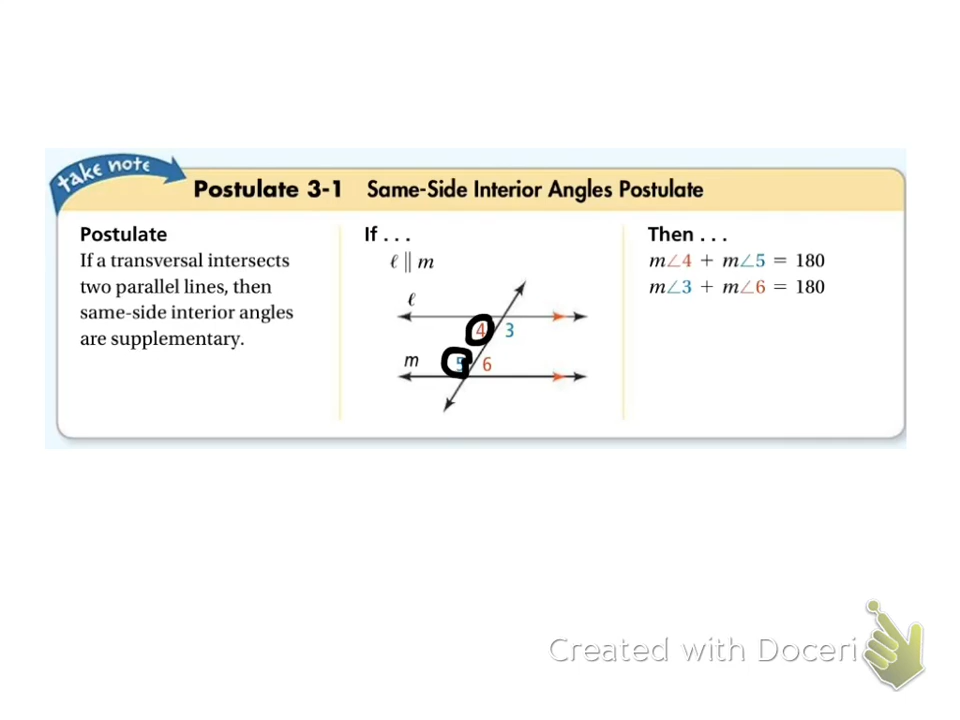 take note
Postulate 3-1 Same-Side Interior Angles Postulate
Postulate
If a transversal intersects
two parallel lines, then
same-side interior angles
are supplementary.
If . . .
ℓ || m
ℓ
4 3
m
5 6
Then . . .
m∠4 + m∠5 = 180
m∠3 + m∠6 = 180
Created with Doceri